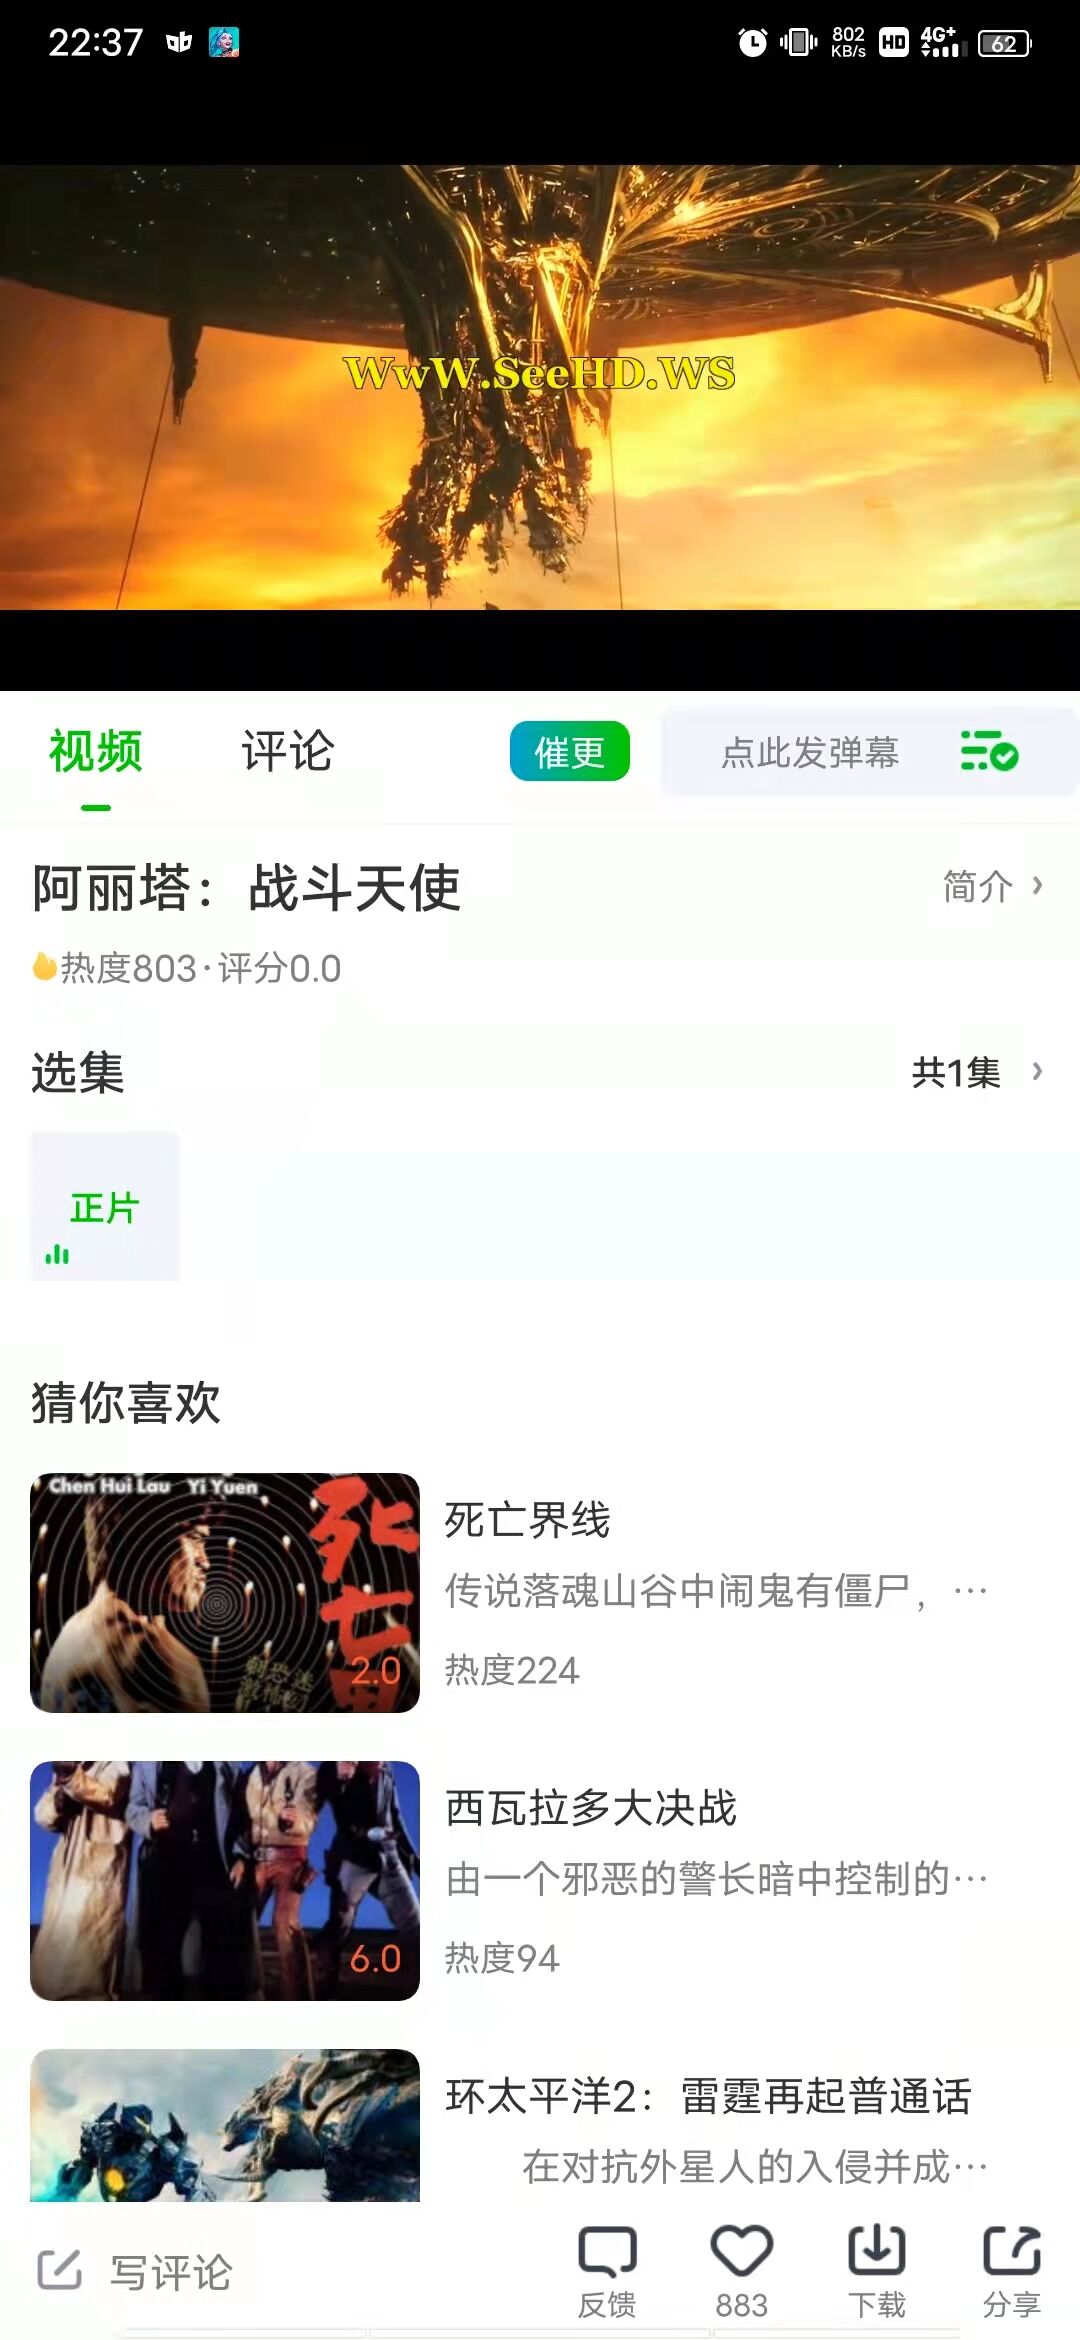 22:37
802
KB/s
HD
4G+
62
WwW.SeeHD.WS
视频
评论
催更
点此发弹幕
阿丽塔：战斗天使
简介
热度803·评分0.0
选集
共1集
正片
猜你喜欢
Chen Hui Lau Yi Yuen
死亡
2.0
死亡界线
传说落魂山谷中闹鬼有僵尸，…
热度224
6.0
西瓦拉多大决战
由一个邪恶的警长暗中控制的…
热度94
环太平洋2：雷霆再起普通话
在对抗外星人的入侵并成…
写评论
反馈
883
下载
分享